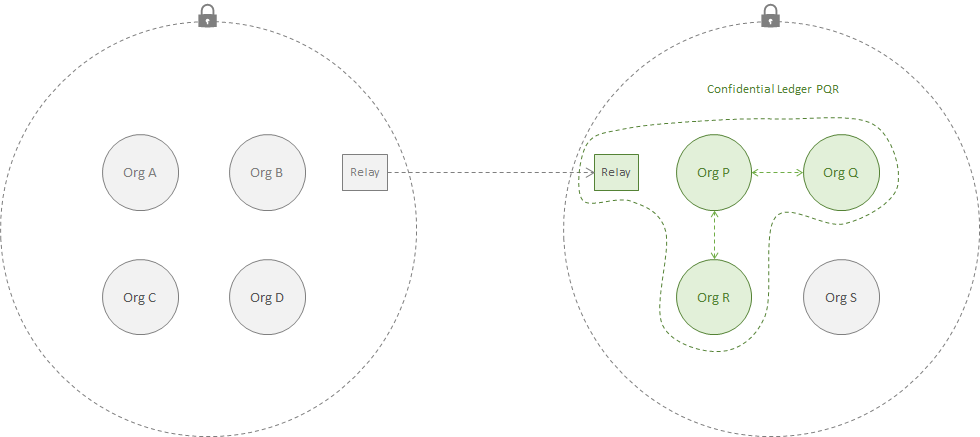 Confidential Ledger PQR
Org A
Org B
Relay
Relay
Org P
Org Q
Org C
Org D
Org R
Org S